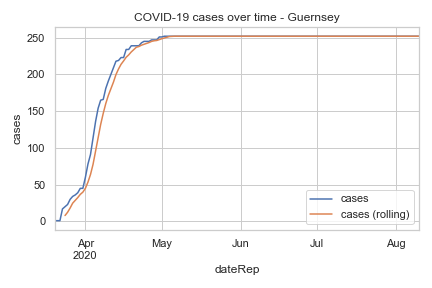 COVID-19 cases over time - Guernsey
250
200
150
100
50
0
cases
cases
cases (rolling)
Apr May Jun Jul Aug
2020
dateRep